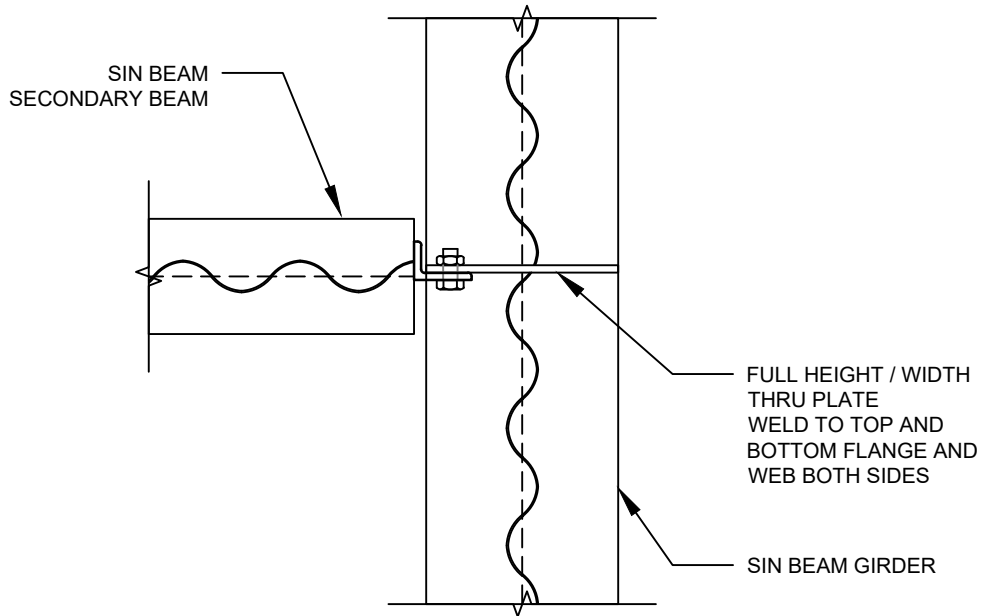 SIN BEAM
SECONDARY BEAM
FULL HEIGHT / WIDTH
THRU PLATE
WELD TO TOP AND
BOTTOM FLANGE AND
WEB BOTH SIDES
SIN BEAM GIRDER